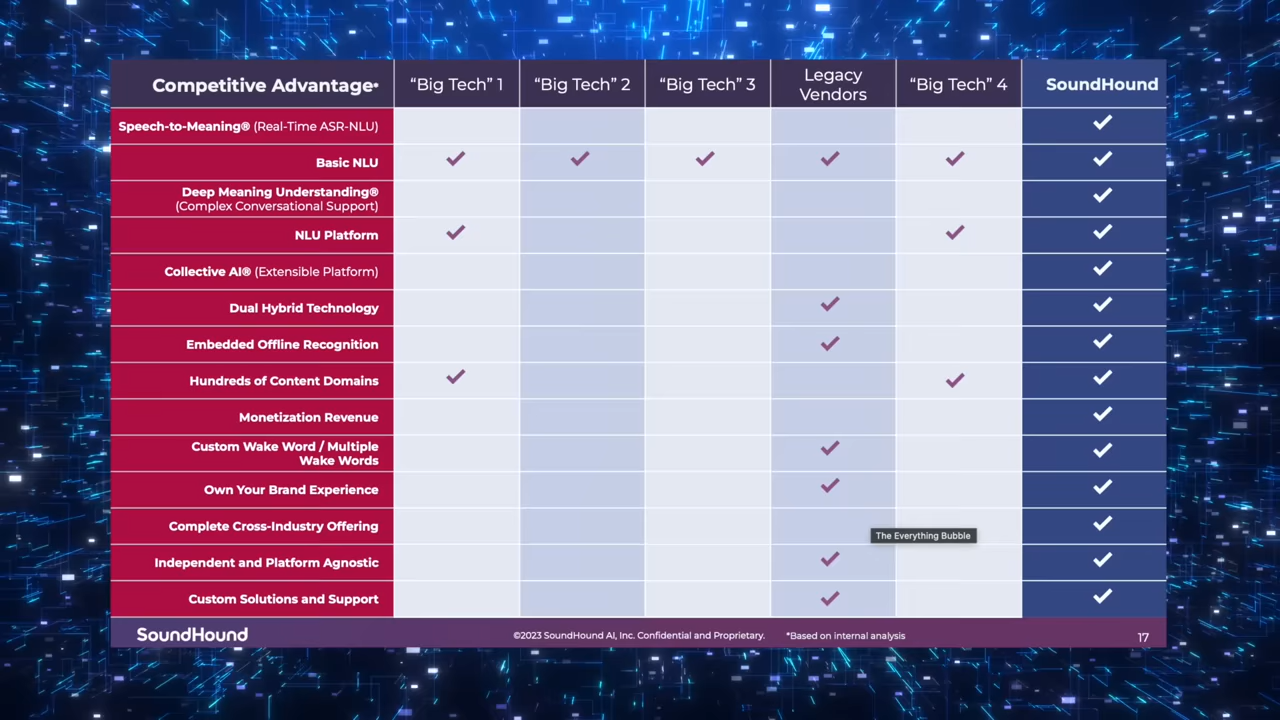 Competitive Advantage*
“Big Tech” 1
“Big Tech” 2
“Big Tech” 3
Legacy
Vendors
“Big Tech” 4
SoundHound
Speech-to-Meaning® (Real-Time ASR-NLU)
Basic NLU
Deep Meaning Understanding®
(Complex Conversational Support)
NLU Platform
Collective AI® (Extensible Platform)
Dual Hybrid Technology
Embedded Offline Recognition
Hundreds of Content Domains
Monetization Revenue
Custom Wake Word / Multiple
Wake Words
Own Your Brand Experience
Complete Cross-Industry Offering
The Everything Bubble
Independent and Platform Agnostic
Custom Solutions and Support
SoundHound
©2023 SoundHound AI, Inc. Confidential and Proprietary.
*Based on internal analysis
17